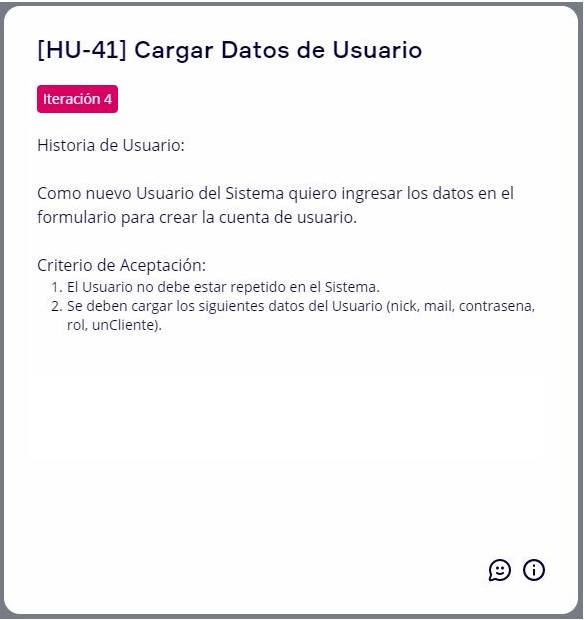 [HU-41] Cargar Datos de Usuario
Iteración 4
Historia de Usuario:
Como nuevo Usuario del Sistema quiero ingresar los datos en el
formulario para crear la cuenta de usuario.
Criterio de Aceptación:
1. El Usuario no debe estar repetido en el Sistema.
2. Se deben cargar los siguientes datos del Usuario (nick, mail, contrasena,
rol, unCliente).